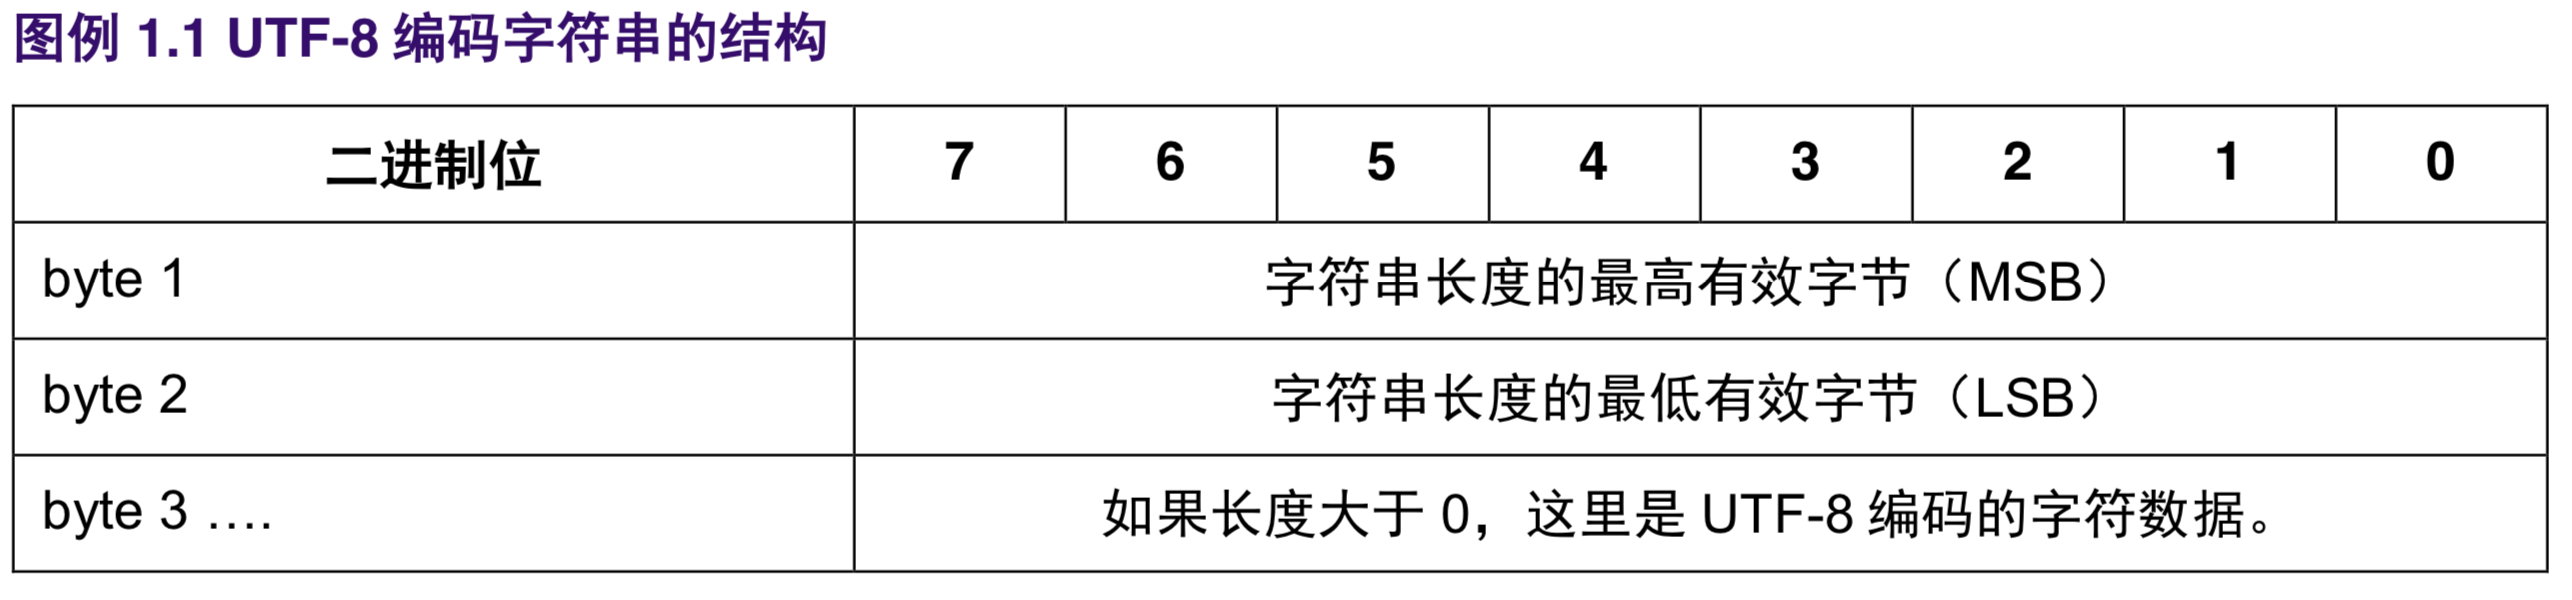 图例 1.1 UTF-8 编码字符串的结构
二进制位 7 6 5 4 3 2 1 0
byte 1 字符串长度的最高有效字节（MSB）
byte 2 字符串长度的最低有效字节（LSB）
byte 3 …. 如果长度大于 0，这里是 UTF-8 编码的字符数据。